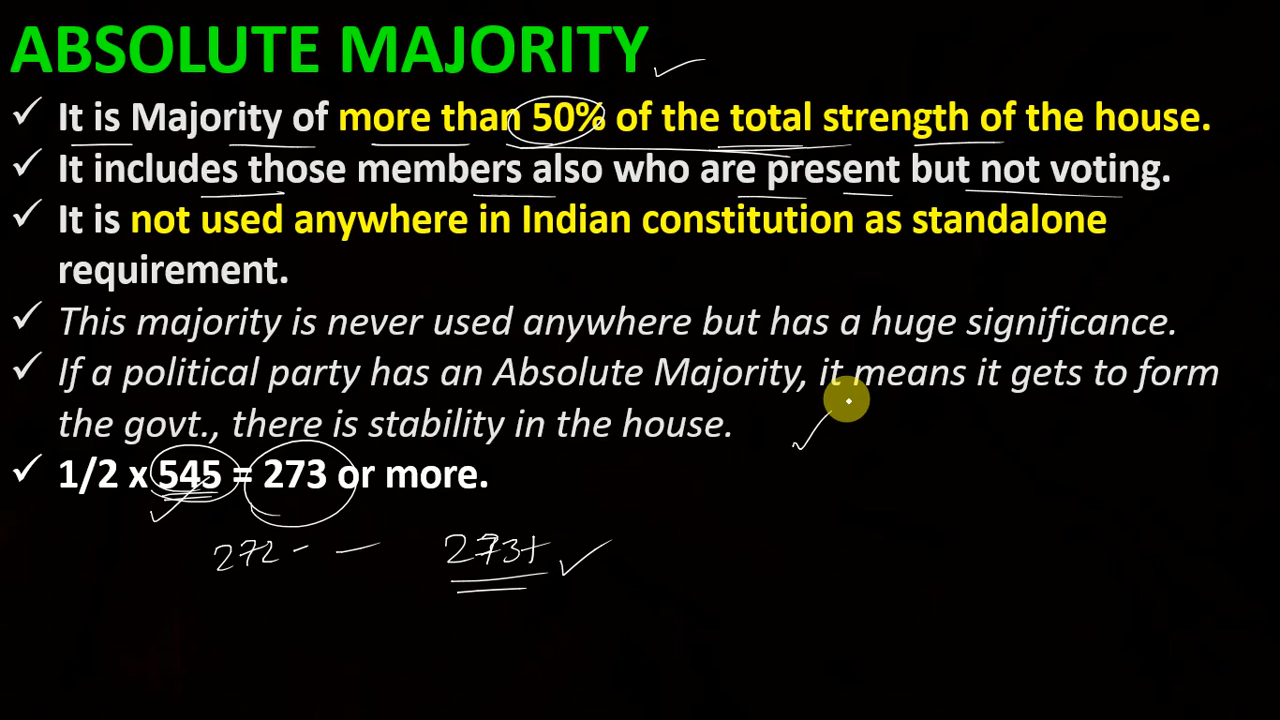 ABSOLUTE MAJORITY
✓ It is Majority of more than 50% of the total strength of the house.
✓ It includes those members also who are present but not voting.
✓ It is not used anywhere in Indian constitution as standalone
requirement.
✓ This majority is never used anywhere but has a huge significance.
✓ If a political party has an Absolute Majority, it means it gets to form
the govt., there is stability in the house.
✓ 1/2 x 545 = 273 or more.
272 - — 273+